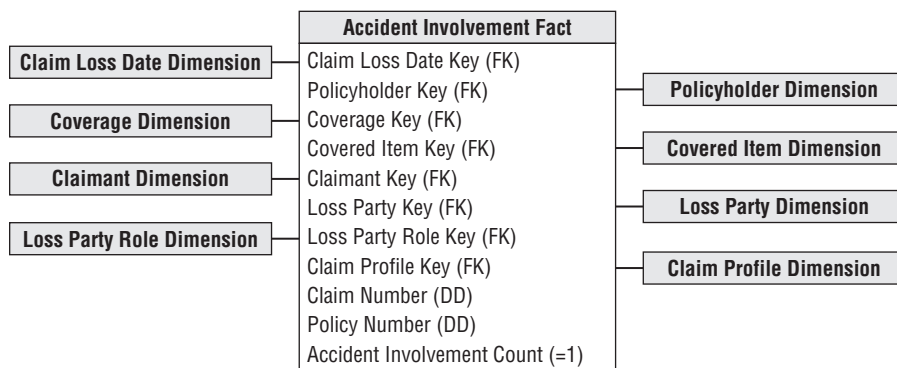 Accident Involvement Fact
Claim Loss Date Dimension
Claim Loss Date Key (FK)
Policyholder Key (FK)
Policyholder Dimension
Coverage Dimension
Coverage Key (FK)
Covered Item Key (FK)
Covered Item Dimension
Claimant Dimension
Claimant Key (FK)
Loss Party Key (FK)
Loss Party Dimension
Loss Party Role Dimension
Loss Party Role Key (FK)
Claim Profile Key (FK)
Claim Profile Dimension
Claim Number (DD)
Policy Number (DD)
Accident Involvement Count (=1)